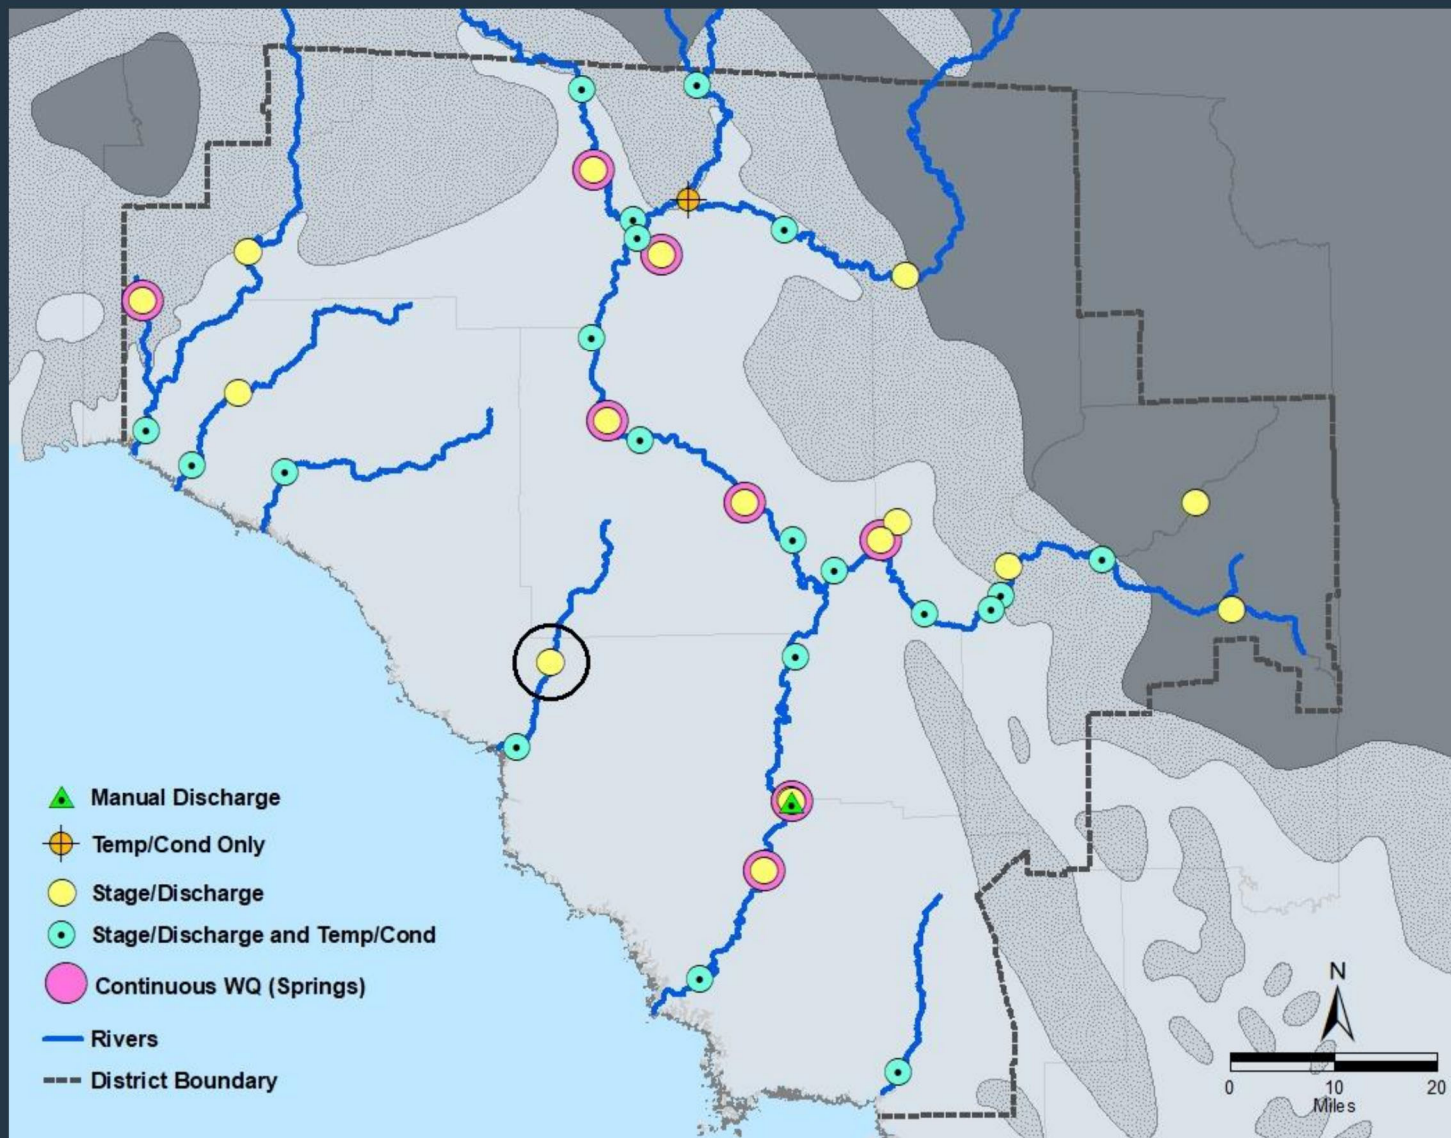 Manual Discharge
Temp/Cond Only
Stage/Discharge
Stage/Discharge and Temp/Cond
Continuous WQ (Springs)
Rivers
District Boundary
N
0 10 20
Miles